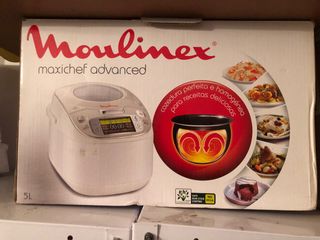 Moulinex
maxichef advanced
cozedura perfeita e homogénea
para receitas deliciosas
5L